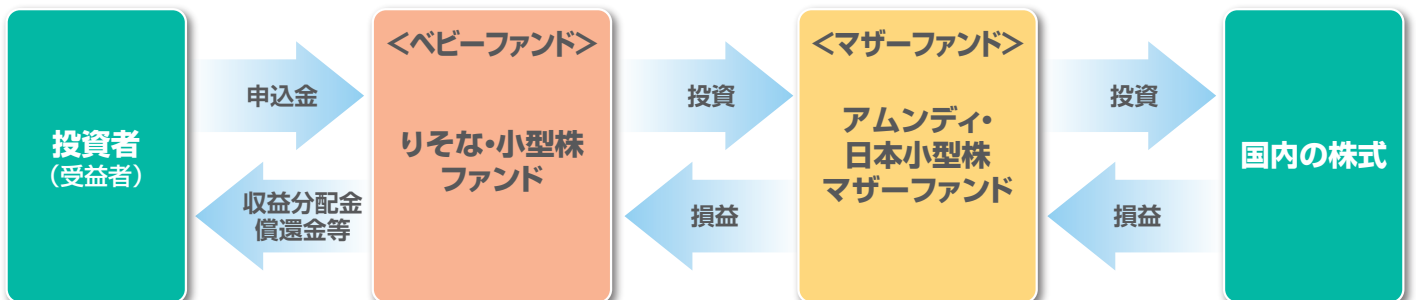 投資者
（受益者）
申込金
収益分配金
償還金等
＜ベビーファンド＞
りそな・小型株
ファンド
投資
損益
＜マザーファンド＞
アムンディ・
日本小型株
マザーファンド
投資
損益
国内の株式